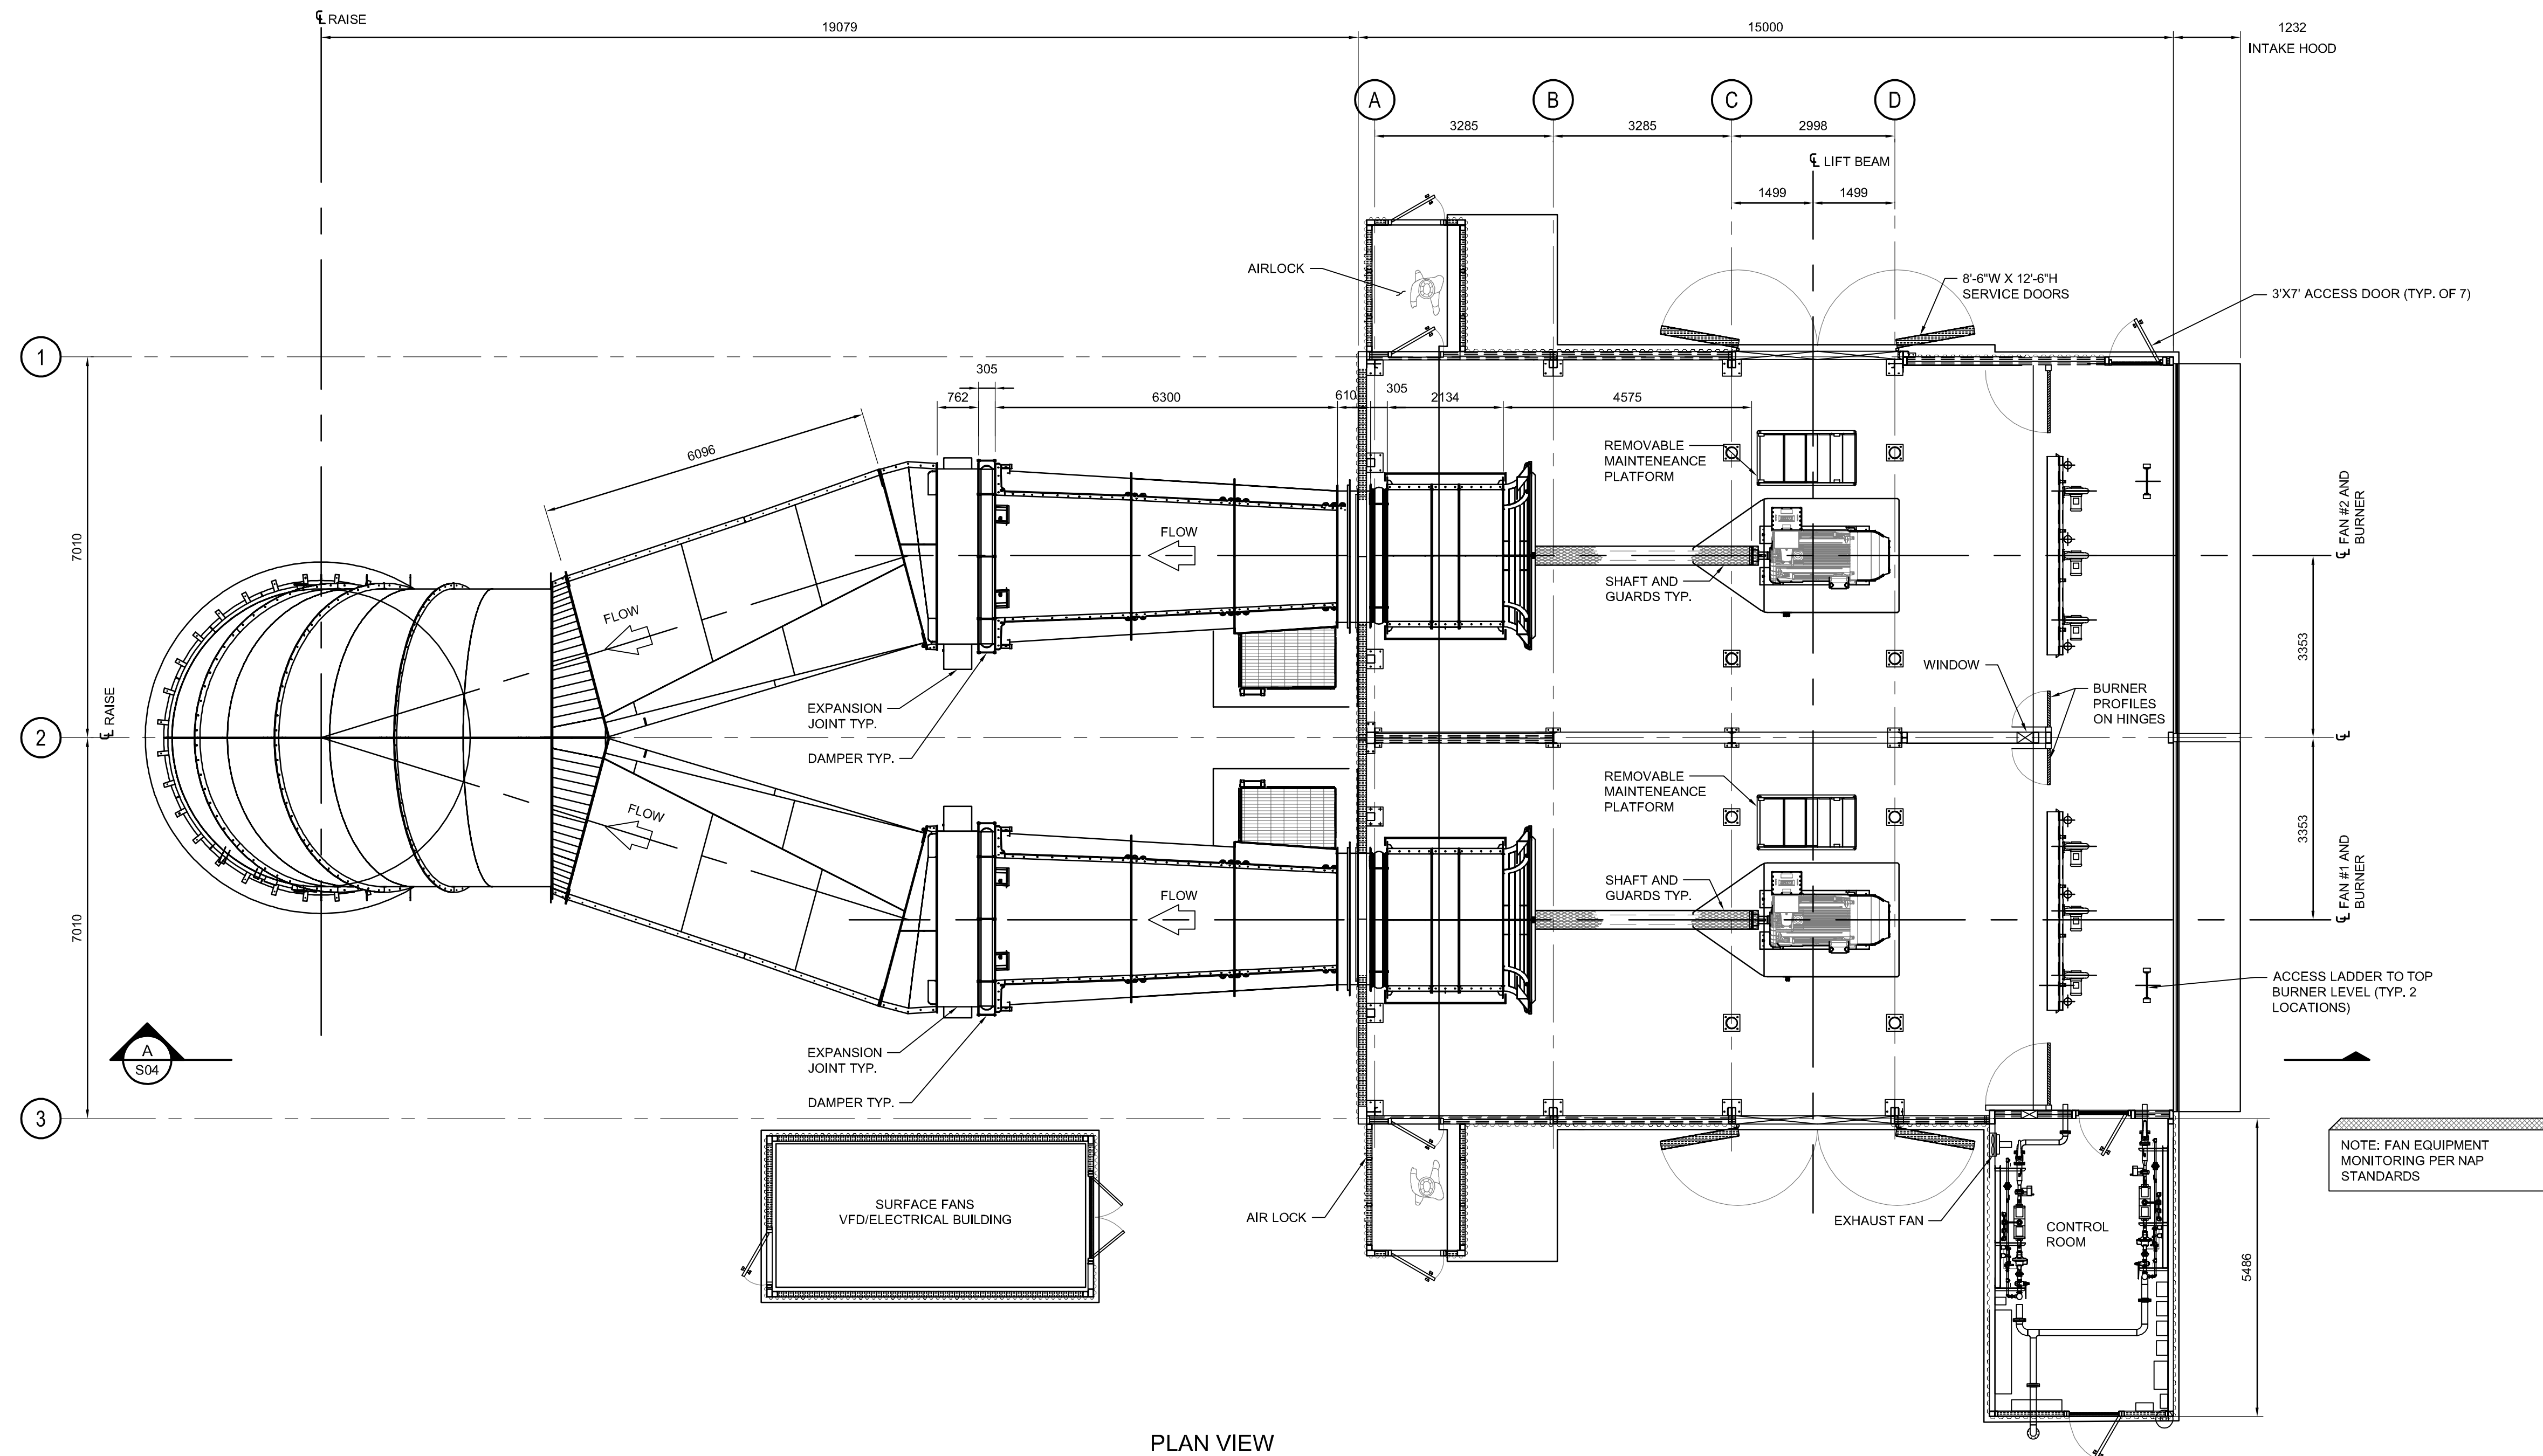 ℄ RAISE
19079
15000
1232
INTAKE HOOD
A
B
C
D
3285
3285
2998
℄ LIFT BEAM
1499
1499
AIRLOCK
8'-6"W X 12'-6"H
SERVICE DOORS
3'X7' ACCESS DOOR (TYP. OF 7)
1
305
762
6300
610
305
2134
4575
6096
REMOVABLE
MAINTENEANCE
PLATFORM
℄ FAN #2 AND
BURNER
7010
FLOW
SHAFT AND
GUARDS TYP.
FLOW
3353
WINDOW
BURNER
PROFILES
ON HINGES
EXPANSION
JOINT TYP.
DAMPER TYP.
2
℄ RAISE
℄
REMOVABLE
MAINTENEANCE
PLATFORM
FLOW
3353
7010
FLOW
SHAFT AND
GUARDS TYP.
℄ FAN #1 AND
BURNER
ACCESS LADDER TO TOP
BURNER LEVEL (TYP. 2
LOCATIONS)
A
S04
EXPANSION
JOINT TYP.
DAMPER TYP.
3
NOTE: FAN EQUIPMENT
MONITORING PER NAP
STANDARDS
SURFACE FANS
VFD/ELECTRICAL BUILDING
AIR LOCK
EXHAUST FAN
CONTROL
ROOM
5486
PLAN VIEW